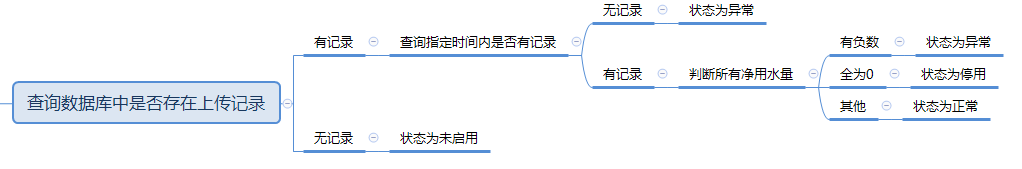 查询数据库中是否存在上传记录
有记录
查询指定时间内是否有记录
无记录
状态为异常
有记录
判断所有净用水量
有负数
状态为异常
全为0
状态为停用
其他
状态为正常
无记录
状态为未启用